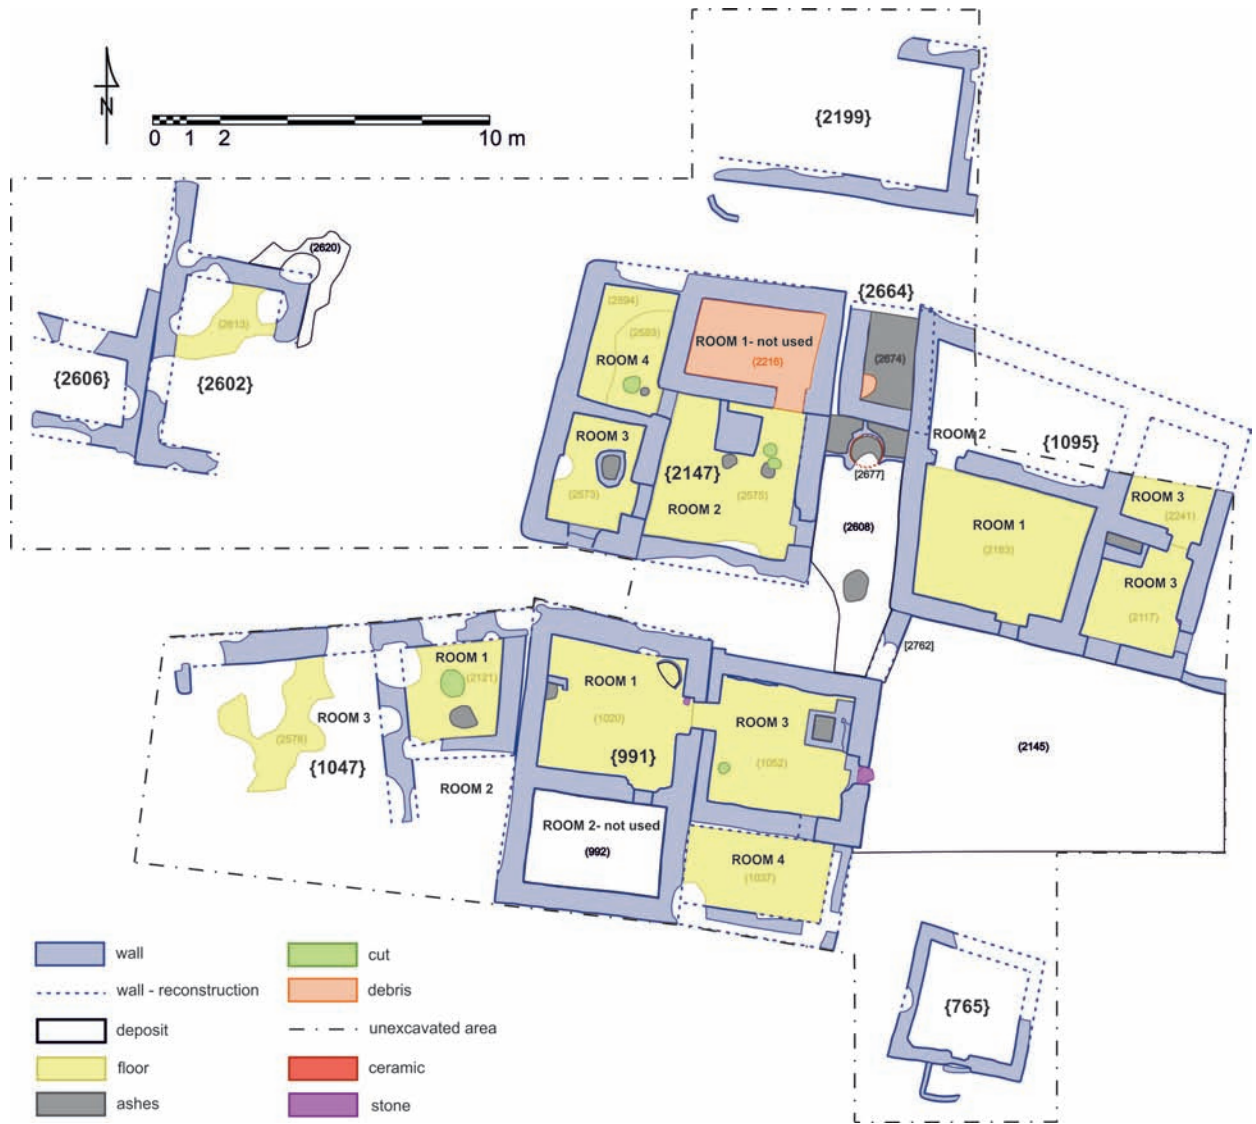 {2199}
N
0 1 2 10 m
(2620)
{2664}
(2594)
(2613)
(2589)
ROOM 1- not used
(2674)
ROOM 4
(2216)
{2606}
{2602}
ROOM 3
ROOM 2
{1095}
{2147}
[2677]
(2573)
(2575)
ROOM 3
ROOM 2
(2241)
(2608)
ROOM 1
(2183)
ROOM 3
(2117)
[2762]
ROOM 1
(2121)
ROOM 1
ROOM 3
ROOM 3
(1020)
(2578)
{1047}
{991}
(1052)
(2145)
ROOM 2
ROOM 2- not used
(992)
ROOM 4
(1037)
{765}
wall
wall - reconstruction
deposit
floor
ashes
cut
debris
unexcavated area
ceramic
stone